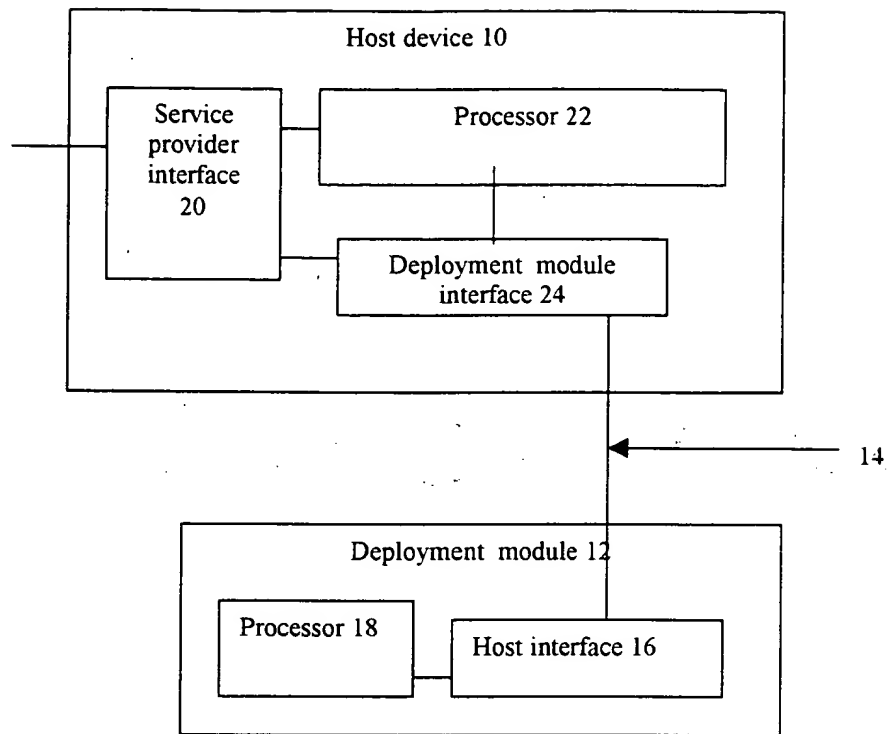 Host device 10
Service
provider
interface
20
Processor 22
Deployment module
interface 24
14
Deployment module 12
Processor 18
Host interface 16